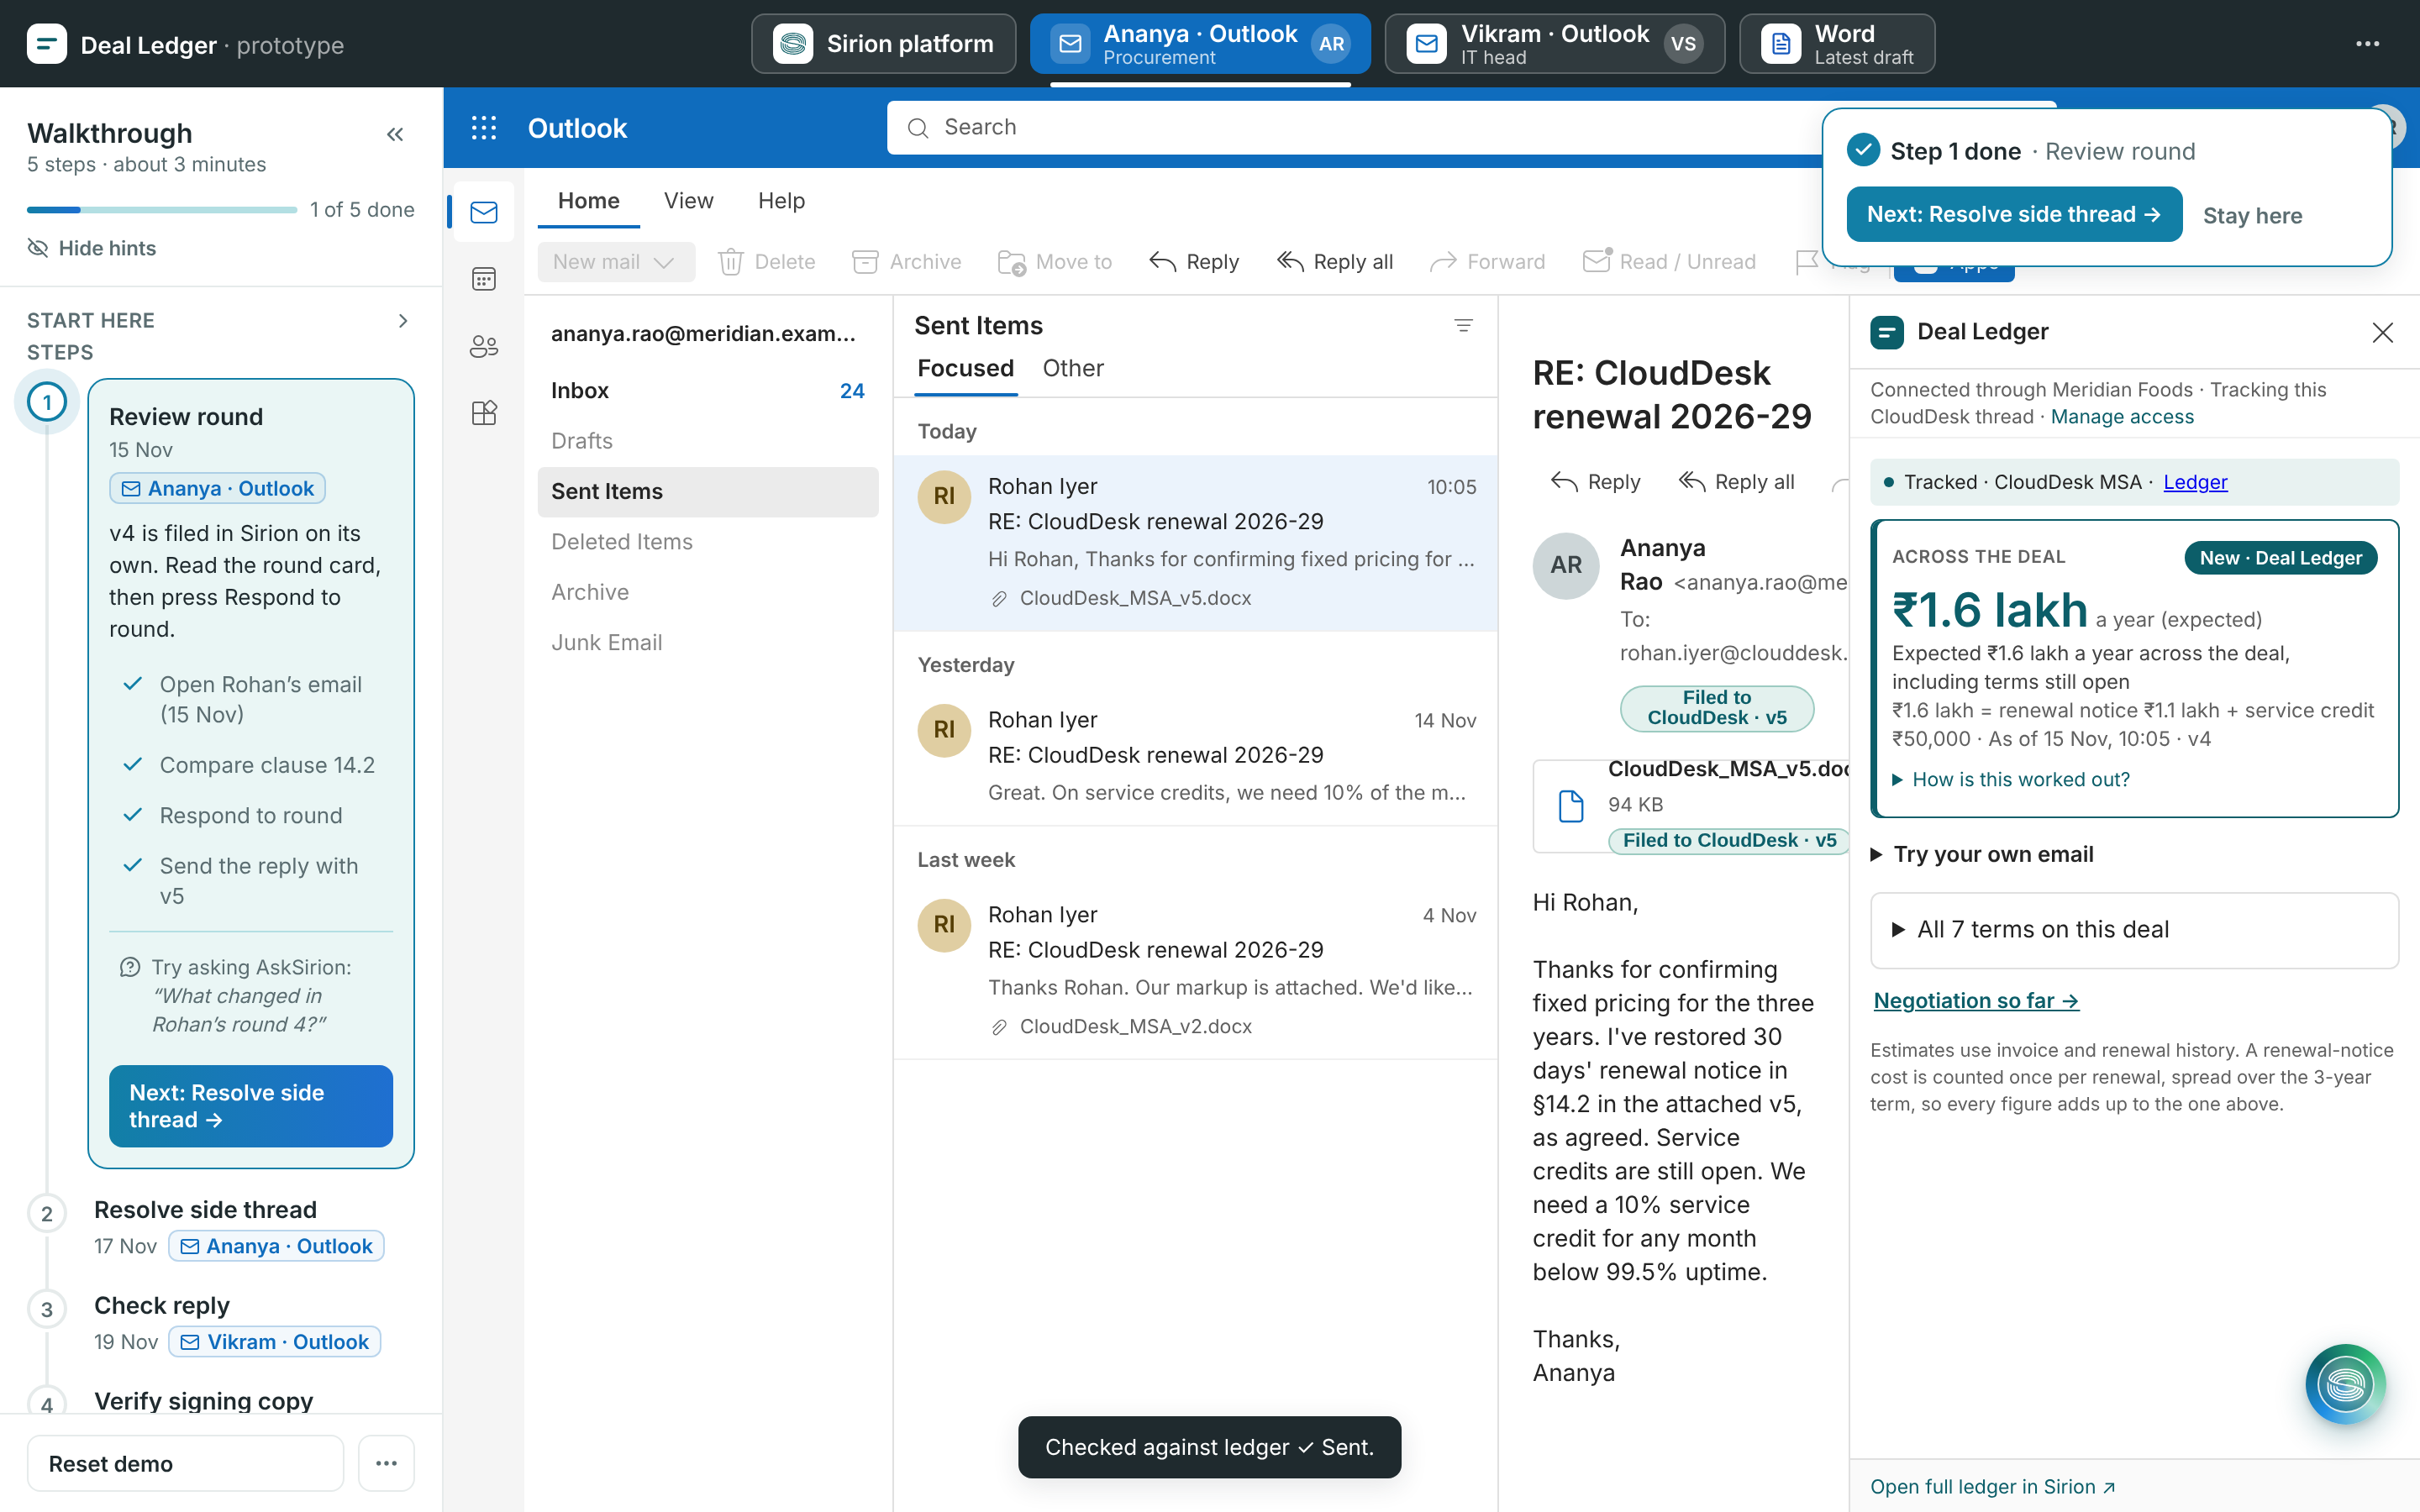 Deal Ledger · prototype
Sirion platform
Ananya · Outlook
Procurement
AR
Vikram · Outlook
IT head
VS
Word
Latest draft
Walkthrough
5 steps · about 3 minutes
1 of 5 done
Hide hints
START HERE
STEPS
1
Review round
15 Nov
Ananya · Outlook
v4 is filed in Sirion on its
own. Read the round card,
then press Respond to
round.
Open Rohan’s email
(15 Nov)
Compare clause 14.2
Respond to round
Send the reply with
v5
Try asking AskSirion:
“What changed in
Rohan’s round 4?”
Next: Resolve side
thread →
2
Resolve side thread
17 Nov
Ananya · Outlook
3
Check reply
19 Nov
Vikram · Outlook
4
Verify signing copy
Reset demo
Outlook
Search
Step 1 done · Review round
Next: Resolve side thread →
Stay here
Home
View
Help
New mail
Delete
Archive
Move to
Reply
Reply all
Forward
Read / Unread
ananya.rao@meridian.exam...
Inbox
24
Drafts
Sent Items
Deleted Items
Archive
Junk Email
Sent Items
Focused
Other
Today
RI
Rohan Iyer
10:05
RE: CloudDesk renewal 2026-29
Hi Rohan, Thanks for confirming fixed pricing for ...
CloudDesk_MSA_v5.docx
Yesterday
RI
Rohan Iyer
14 Nov
RE: CloudDesk renewal 2026-29
Great. On service credits, we need 10% of the m...
Last week
RI
Rohan Iyer
4 Nov
RE: CloudDesk renewal 2026-29
Thanks Rohan. Our markup is attached. We'd like...
CloudDesk_MSA_v2.docx
RE: CloudDesk
renewal 2026-29
Reply
Reply all
AR
Ananya
Rao <ananya.rao@me
To:
rohan.iyer@clouddesk.
Filed to
CloudDesk · v5
CloudDesk_MSA_v5.doc
94 KB
Filed to CloudDesk · v5
Hi Rohan,
Thanks for confirming
fixed pricing for the three
years. I've restored 30
days' renewal notice in
§14.2 in the attached v5,
as agreed. Service
credits are still open. We
need a 10% service
credit for any month
below 99.5% uptime.
Thanks,
Ananya
Checked against ledger ✓ Sent.
Deal Ledger
Connected through Meridian Foods · Tracking this
CloudDesk thread · Manage access
Tracked · CloudDesk MSA · Ledger
ACROSS THE DEAL
New · Deal Ledger
₹1.6 lakh a year (expected)
Expected ₹1.6 lakh a year across the deal,
including terms still open
₹1.6 lakh = renewal notice ₹1.1 lakh + service credit
₹50,000 · As of 15 Nov, 10:05 · v4
How is this worked out?
Try your own email
All 7 terms on this deal
Negotiation so far →
Estimates use invoice and renewal history. A renewal-notice
cost is counted once per renewal, spread over the 3-year
term, so every figure adds up to the one above.
Open full ledger in Sirion ↗